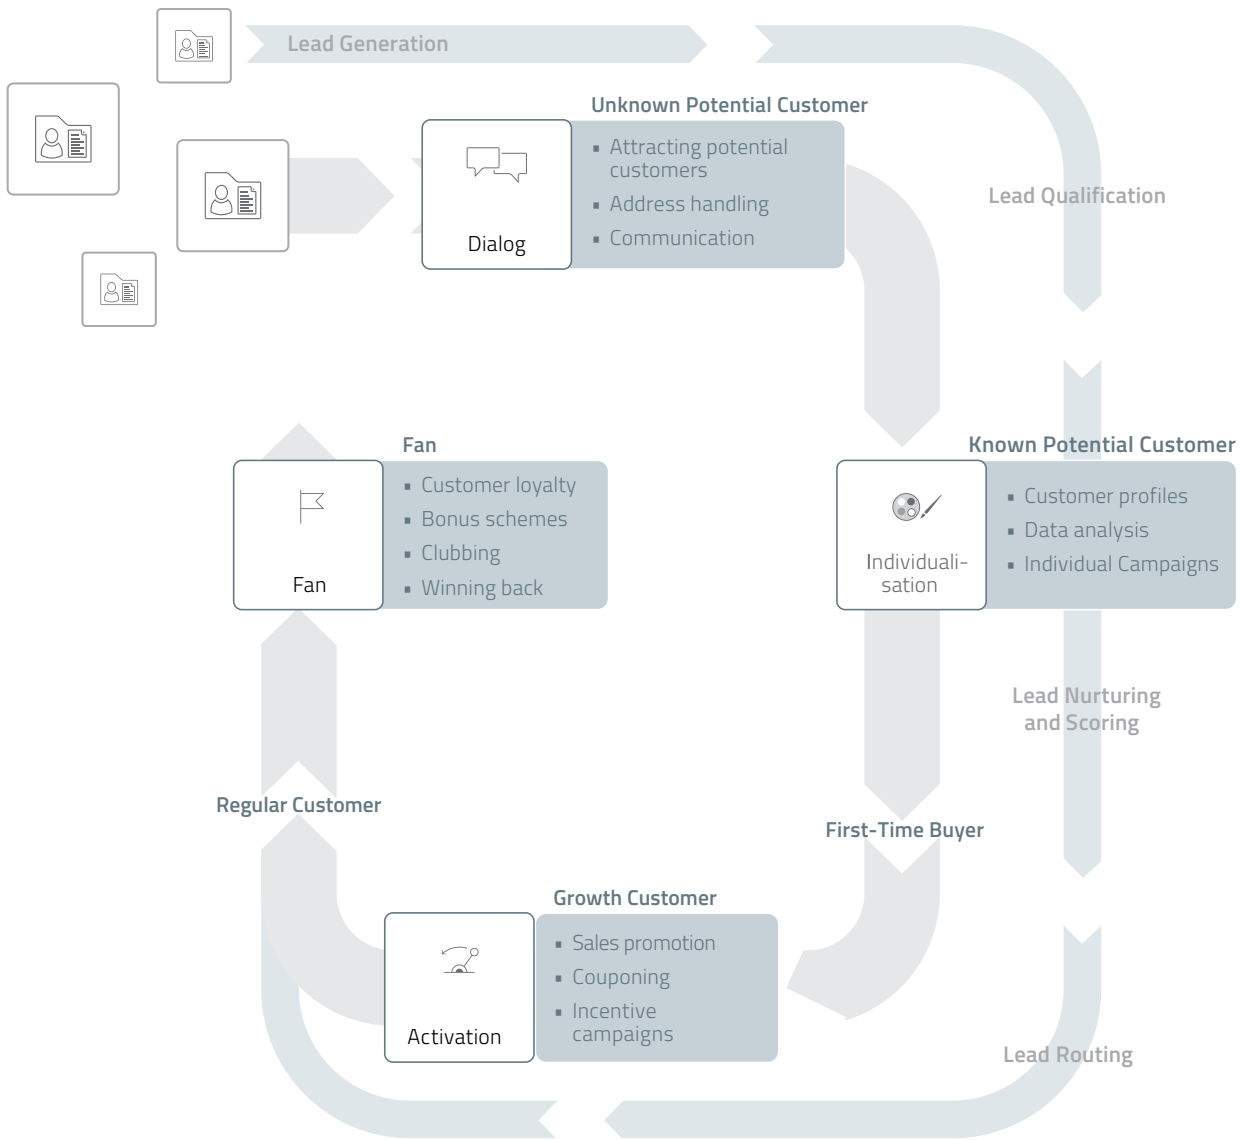 Lead Generation
Unknown Potential Customer
▪ Attracting potential
customers
▪ Address handling
▪ Communication
Dialog
Lead Qualification
Fan
▪ Customer loyalty
▪ Bonus schemes
▪ Clubbing
▪ Winning back
Fan
Known Potential Customer
▪ Customer profiles
▪ Data analysis
▪ Individual Campaigns
Individuali-
sation
Lead Nurturing
and Scoring
Regular Customer
First-Time Buyer
Growth Customer
▪ Sales promotion
▪ Couponing
▪ Incentive
campaigns
Activation
Lead Routing